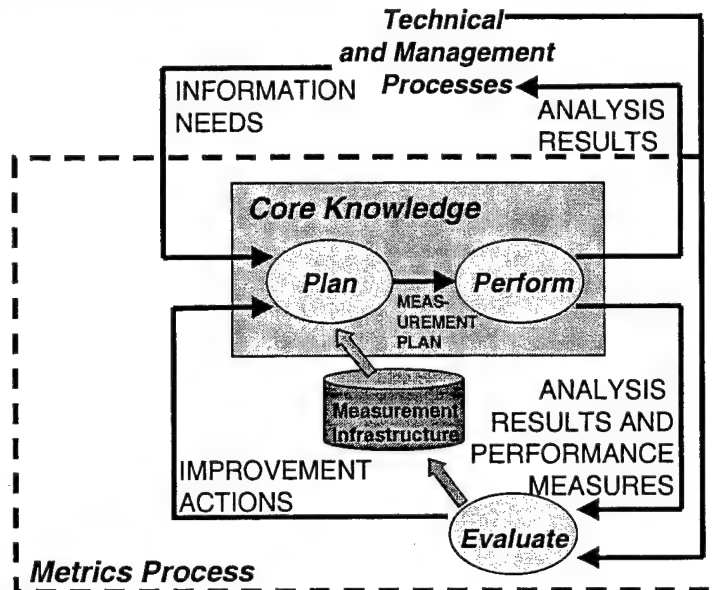 Technical
and Management
Processes
INFORMATION
NEEDS
ANALYSIS
RESULTS
Core Knowledge
Plan
Perform
MEAS-
UREMENT
PLAN
Measurement
Infrastructure
ANALYSIS
RESULTS AND
PERFORMANCE
MEASURES
IMPROVEMENT
ACTIONS
Evaluate
Metrics Process